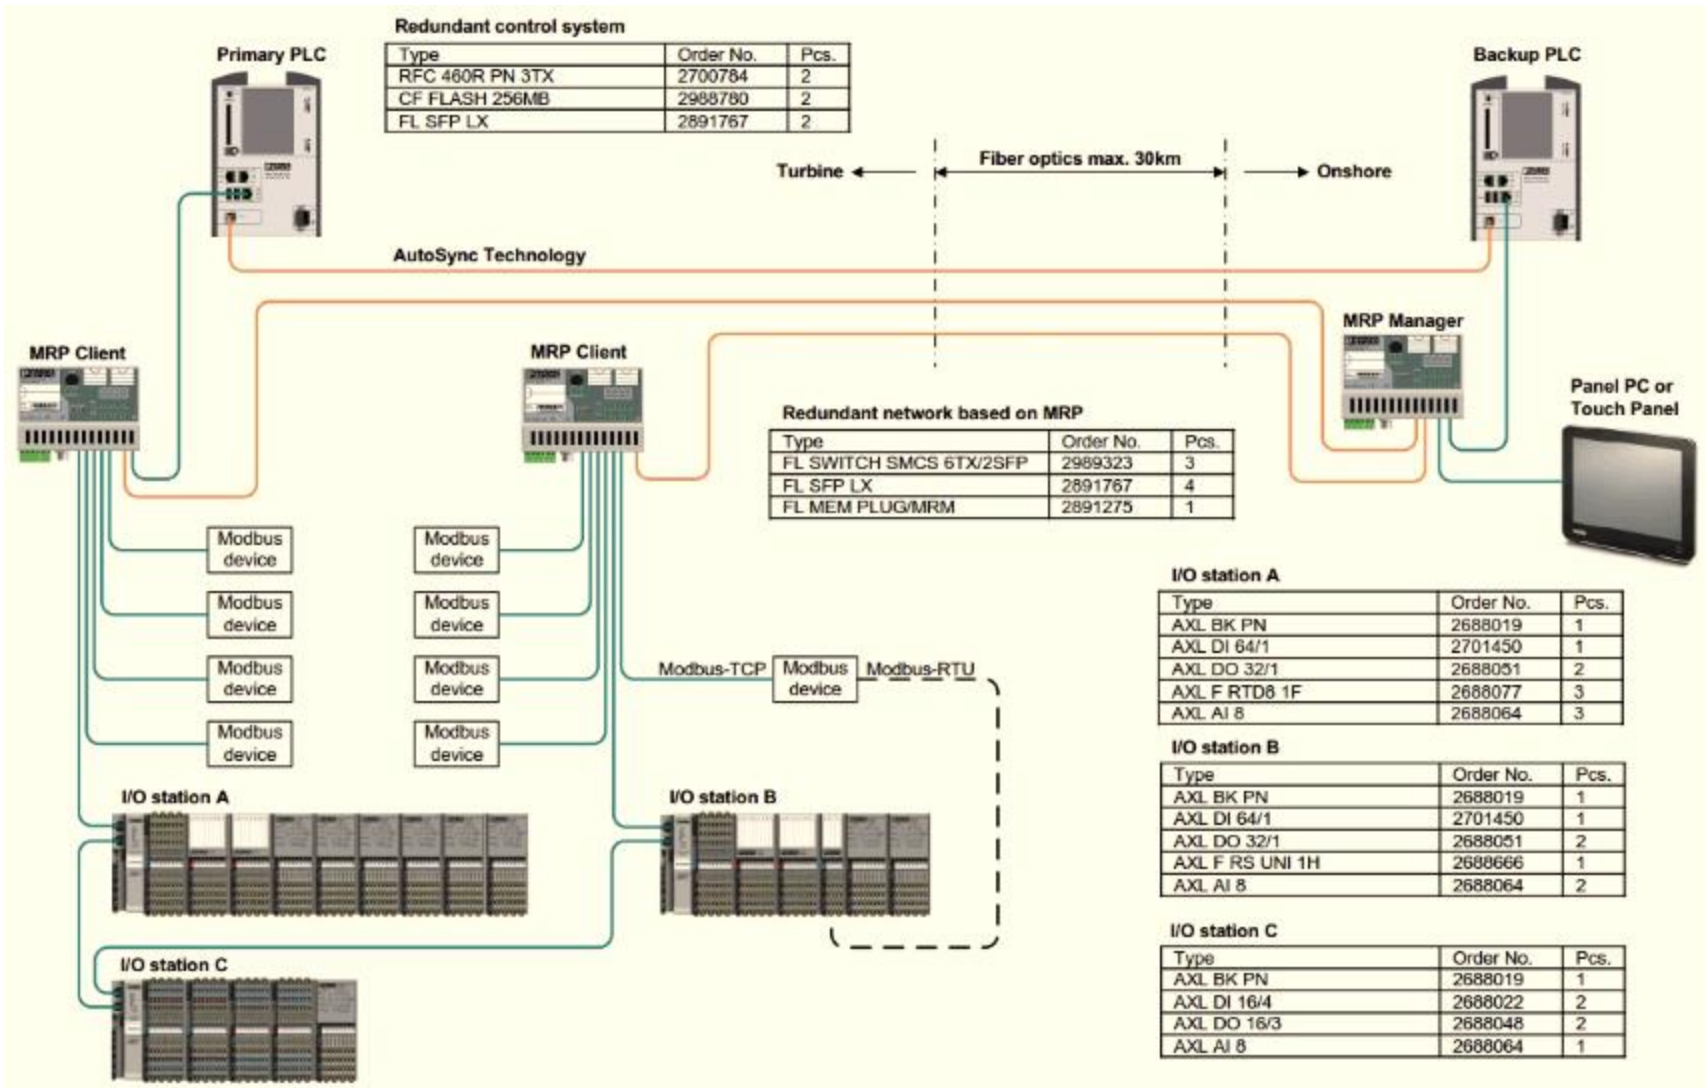 Redundant control system
Type Order No. Pcs.
RFC 460R PN 3TX 2700784 2
CF FLASH 256MB 2988780 2
FL SFP LX 2891767 2
Primary PLC
Backup PLC
Turbine
Fiber optics max. 30km
Onshore
AutoSync Technology
MRP Client
MRP Client
MRP Manager
Panel PC or
Touch Panel
Redundant network based on MRP
Type Order No. Pcs.
FL SWITCH SMCS 6TX/2SFP 2989323 3
FL SFP LX 2891767 4
FL MEM PLUG/MRM 2891275 1
Modbus
device
Modbus
device
Modbus
device
Modbus
device
Modbus
device
Modbus
device
Modbus
device
Modbus
device
Modbus-TCP
Modbus
device
Modbus-RTU
I/O station A
I/O station B
I/O station C
I/O station A
Type Order No. Pcs.
AXL BK PN 2688019 1
AXL DI 64/1 2701450 1
AXL DO 32/1 2688051 2
AXL F RTD8 1F 2688077 3
AXL AI 8 2688064 3
I/O station B
Type Order No. Pcs.
AXL BK PN 2688019 1
AXL DI 64/1 2701450 1
AXL DO 32/1 2688051 2
AXL F RS UNI 1H 2688666 1
AXL AI 8 2688064 2
I/O station C
Type Order No. Pcs.
AXL BK PN 2688019 1
AXL DI 16/4 2688022 2
AXL DO 16/3 2688048 2
AXL AI 8 2688064 1